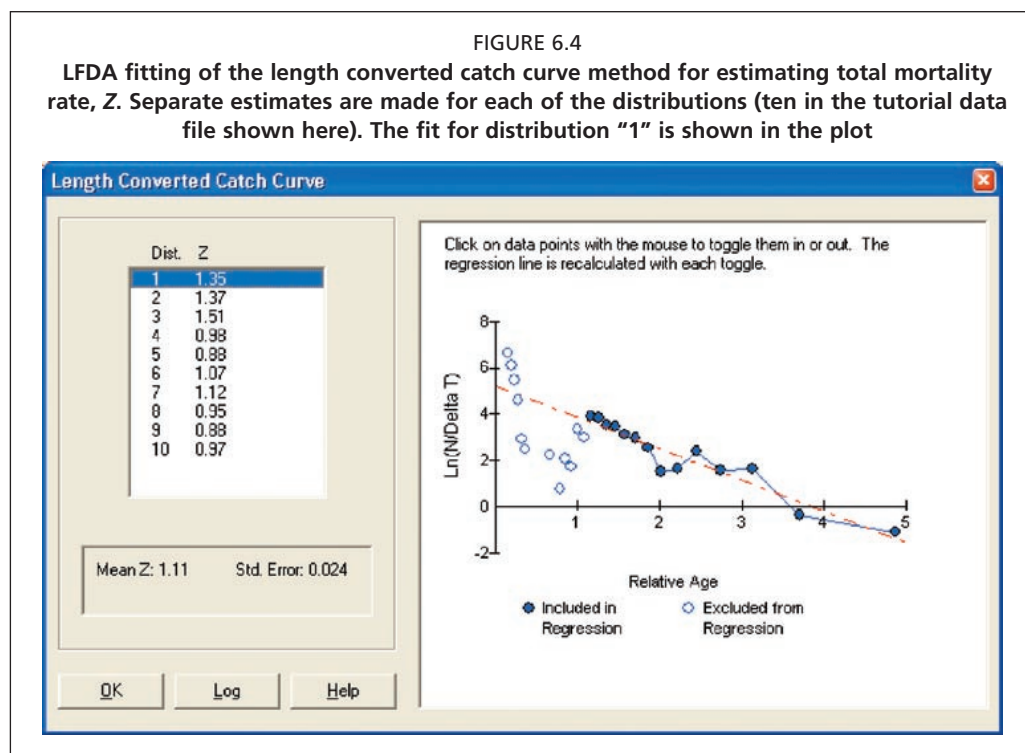 FIGURE 6.4
LFDA fitting of the length converted catch curve method for estimating total mortality
rate, Z. Separate estimates are made for each of the distributions (ten in the tutorial data
file shown here). The fit for distribution “1” is shown in the plot
Length Converted Catch Curve
Dist. Z
1 1.35
2 1.37
3 1.51
4 0.98
5 0.88
6 1.07
7 1.12
8 0.95
9 0.88
10 0.97
Mean Z: 1.11 Std. Error: 0.024
OK Log Help
Click on data points with the mouse to toggle them in or out. The
regression line is recalculated with each toggle.
Ln(N/Delta T)
8
6
4
2
0
-2
1 2 3 4 5
Relative Age
Included in Regression
Excluded from Regression